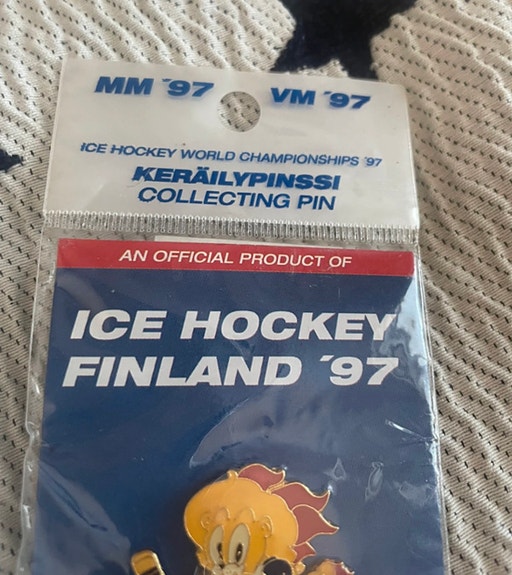 MM ´97 VM ´97
ICE HOCKEY WORLD CHAMPIONSHIPS ´97
KERÄILYPINSSI
COLLECTING PIN
AN OFFICIAL PRODUCT OF
ICE HOCKEY
FINLAND ´97